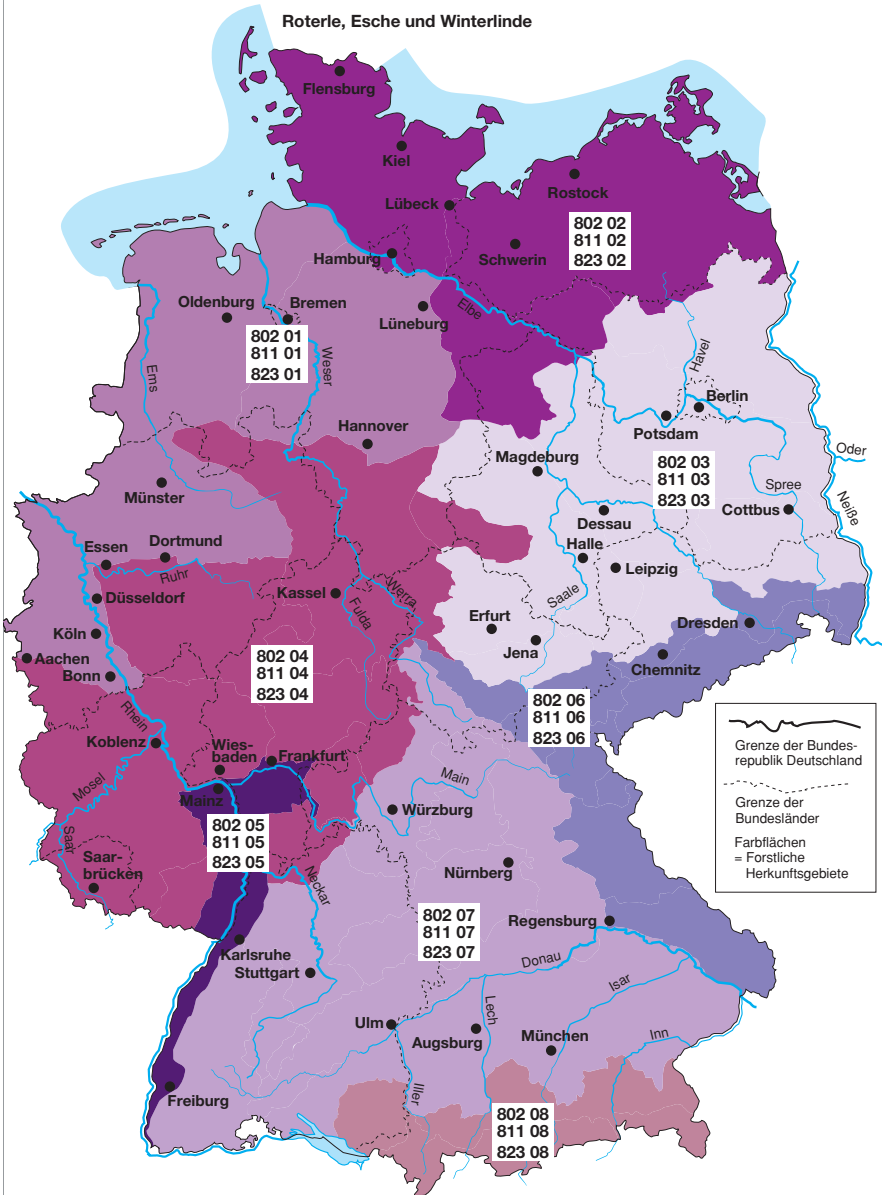 Roterle, Esche und Winterlinde
Flensburg
Kiel
Rostock
Lübeck
802 02
811 02
823 02
Schwerin
Hamburg
Elbe
Oldenburg
Bremen
Lüneburg
802 01
811 01
823 01
Weser
Ems
Havel
Berlin
Potsdam
Hannover
Oder
Magdeburg
802 03
811 03
823 03
Spree
Neiße
Münster
Cottbus
Dessau
Halle
Dortmund
Essen
Ruhr
Leipzig
Düsseldorf
Kassel
Werra
Fulda
Saale
Erfurt
Dresden
Köln
Jena
Aachen
Bonn
802 04
811 04
823 04
Chemnitz
802 06
811 06
823 06
Rhein
Koblenz
Wies-
baden
Frankfurt
Mosel
Main
Mainz
Würzburg
Grenze der Bundes-
republik Deutschland
Grenze der
Bundesländer
Farbflächen
= Forstliche
Herkunftsgebiete
802 05
811 05
823 05
Saar
Saar-
brücken
Neckar
Nürnberg
802 07
811 07
823 07
Regensburg
Karlsruhe
Stuttgart
Donau
Isar
Lech
Ulm
Augsburg
München
Inn
Iller
Freiburg
802 08
811 08
823 08